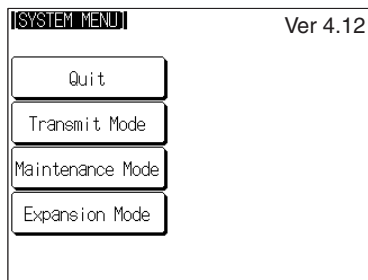 [SYSTEM MENU]
Ver 4.12
Quit
Transmit Mode
Maintenance Mode
Expansion Mode